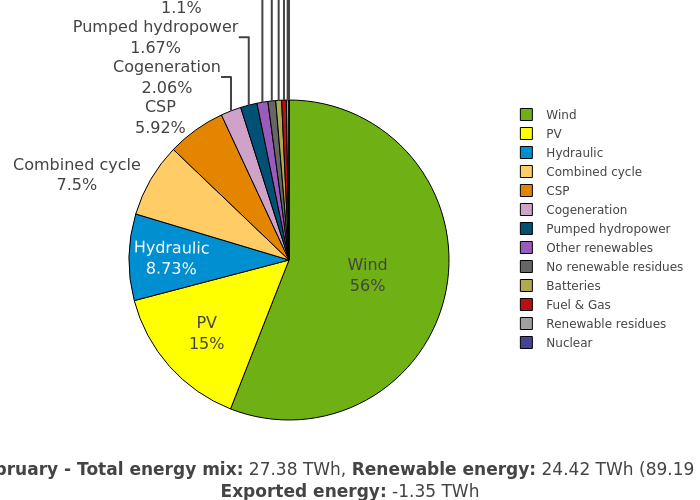 1.1%
Pumped hydropower
1.67%
Cogeneration
2.06%
CSP
5.92%
Combined cycle
7.5%
Hydraulic
8.73%
PV
15%
Wind
56%
Wind
PV
Hydraulic
Combined cycle
CSP
Cogeneration
Pumped hydropower
Other renewables
No renewable residues
Batteries
Fuel & Gas
Renewable residues
Nuclear
bruary - Total energy mix: 27.38 TWh, Renewable energy: 24.42 TWh (89.19
Exported energy: -1.35 TWh